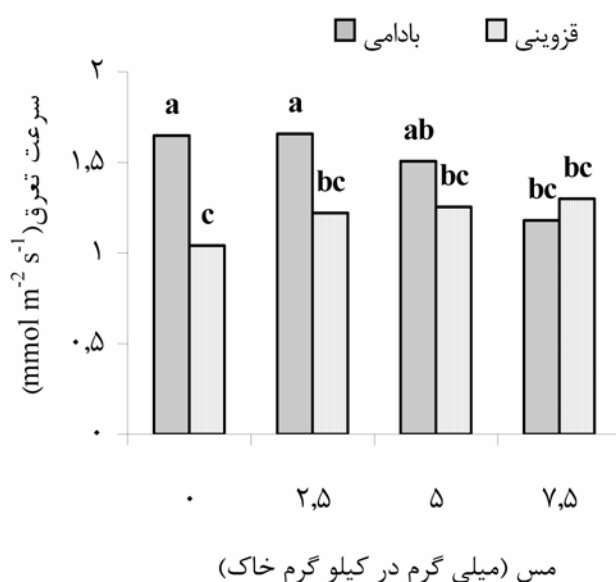 بادامی
قزوینی
سرعت تعرق (mmol m⁻² s⁻¹)
۲
۱,۵
۱
۰,۵
۰
a
c
a
bc
ab
bc
bc
bc
۰
۲,۵
۵
۷,۵
مس (میلی گرم در کیلو گرم خاک)